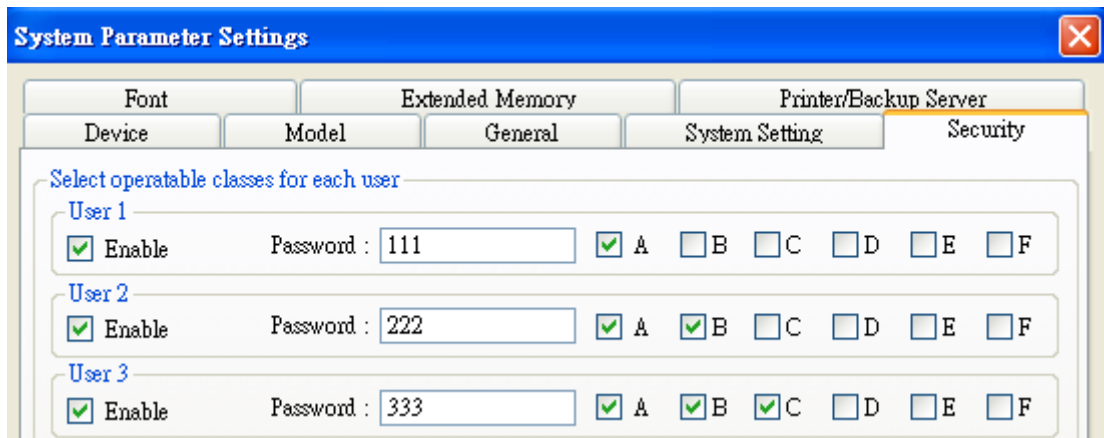 System Parameter Settings
Font Extended Memory Printer/Backup Server
Device Model General System Setting Security
Select operatable classes for each user
User 1
Enable Password : 111 A B C D E F
User 2
Enable Password : 222 A B C D E F
User 3
Enable Password : 333 A B C D E F